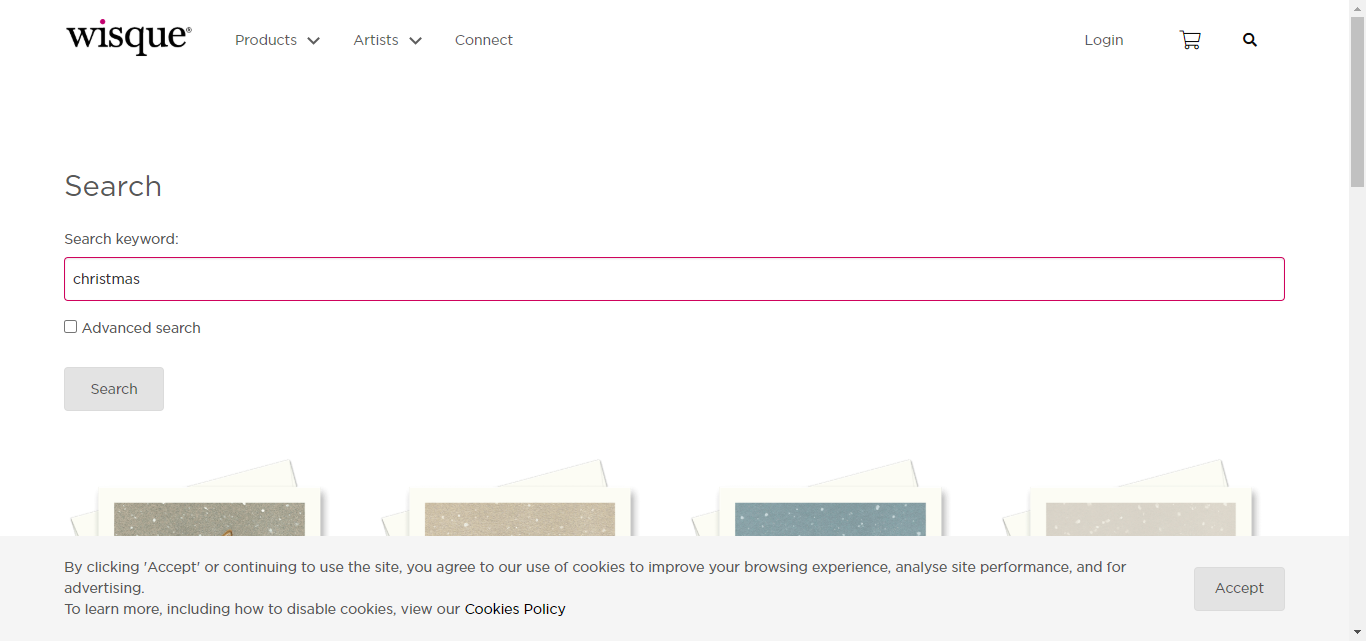 wisque®
Products
Artists
Connect
Login
Search
Search keyword:
christmas
Advanced search
Search
By clicking 'Accept' or continuing to use the site, you agree to our use of cookies to improve your browsing experience, analyse site performance, and for
advertising.
To learn more, including how to disable cookies, view our Cookies Policy
Accept